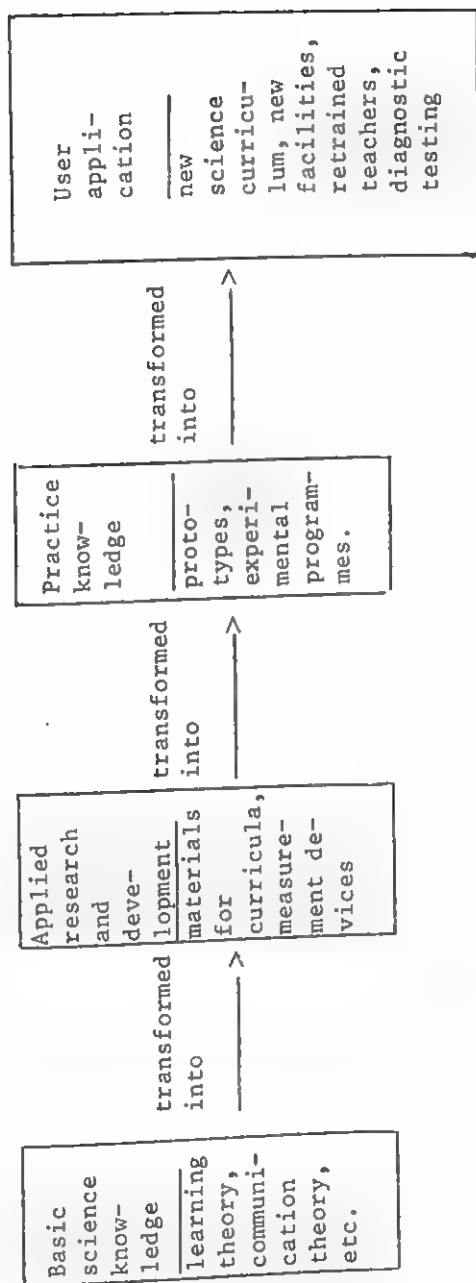 Basic
science
know-
ledge
learning
theory,
communi-
cation
theory,
etc.
transformed
into
Applied
research
and
deve-
lopment
materials
for
curricula,
measure-
ment de-
vices
transformed
into
Practice
know-
ledge
proto-
types,
experi-
mental
program-
mes.
transformed
into
User
appli-
cation
new
science
curricu-
lum, new
facilities,
retrained
teachers,
diagnostic
testing